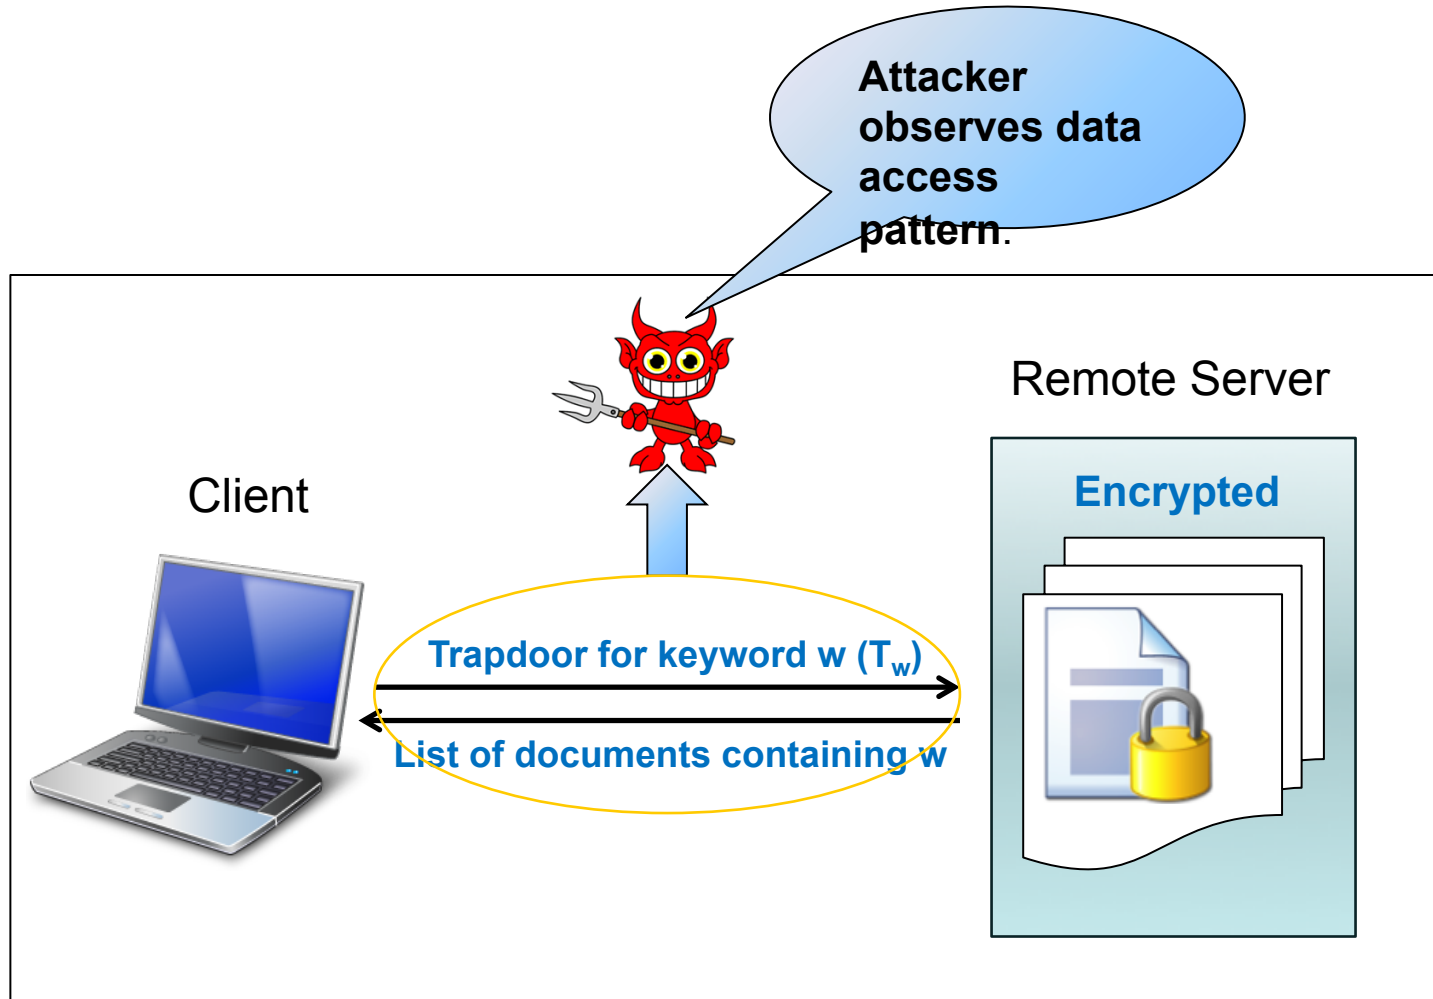 Attacker
observes data
access
pattern.
Remote Server
Client
Encrypted
Trapdoor for keyword w (Tw)
List of documents containing w